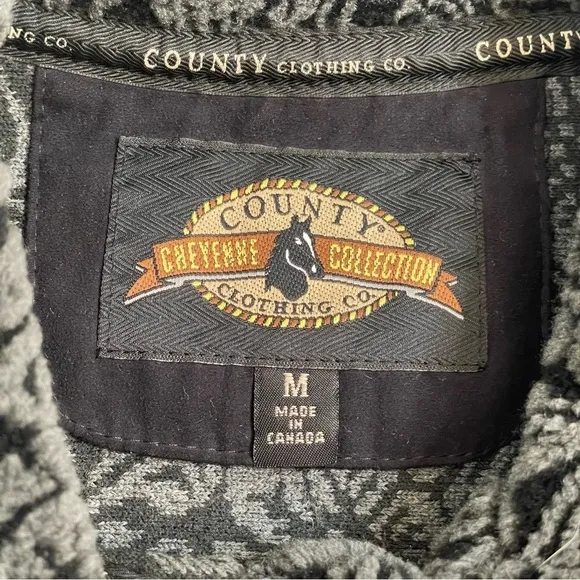 NG CO. COUNTY CLOTHING CO. COUNTY
COUNTY®
CHEYENNE COLLECTION
CLOTHING CO.
M
MADE
IN
CANADA